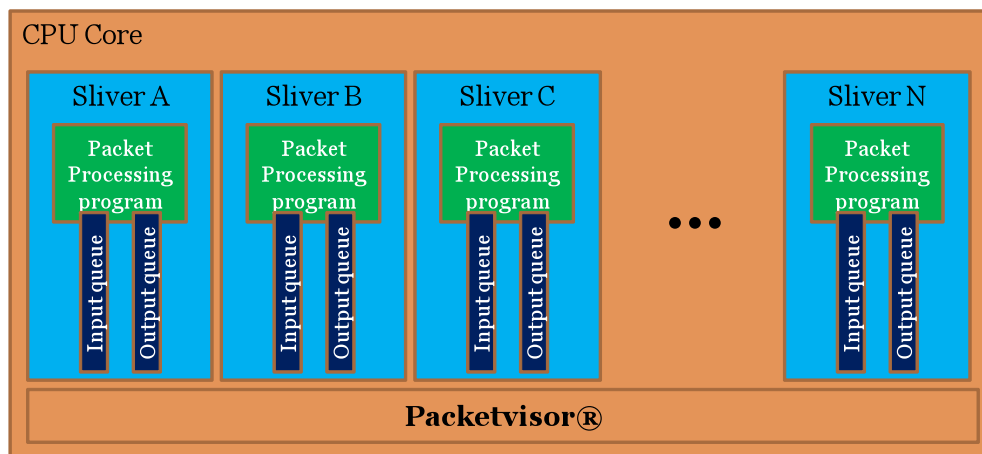 CPU Core
Sliver A
Packet
Processing
program
Input queue
Output queue
Sliver B
Packet
Processing
program
Input queue
Output queue
Sliver C
Packet
Processing
program
Input queue
Output queue
...
Sliver N
Packet
Processing
program
Input queue
Output queue
Packetvisor®